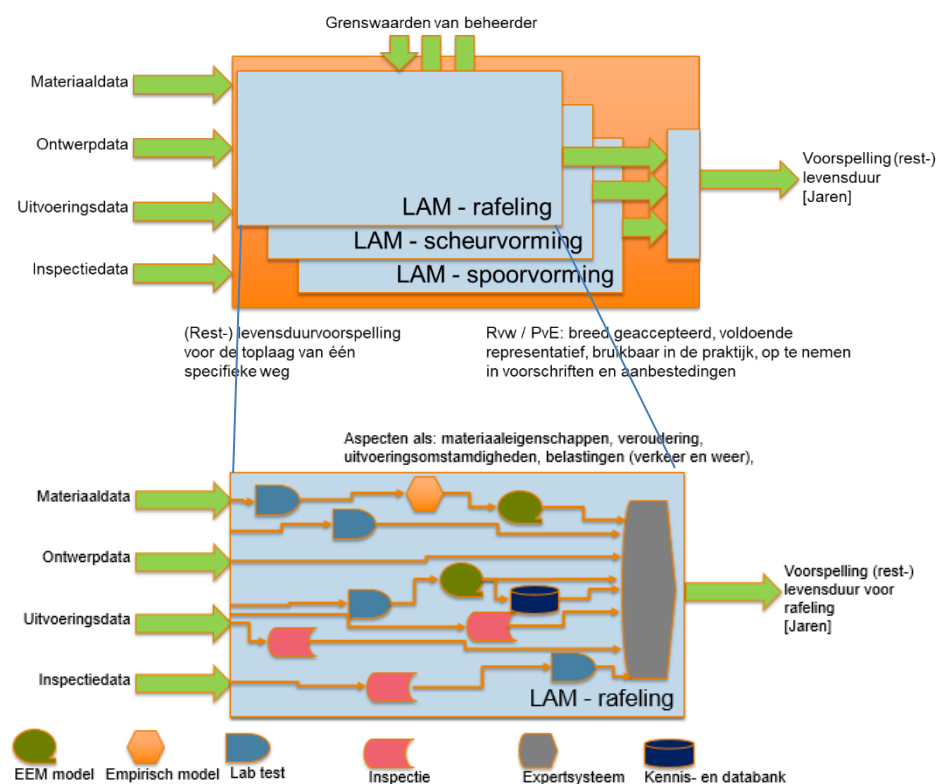 Grenswaarden van beheerder
Materiaaldata
Ontwerpdata
Uitvoeringsdata
Inspectiedata
LAM - rafeling
LAM - scheurvorming
LAM - spoorvorming
Voorspelling (rest-)
levensduur
[Jaren]
(Rest-) levensduurvoorspelling
voor de toplaag van één
specifieke weg
Rvw / PvE: breed geaccepteerd, voldoende
representatief, bruikbaar in de praktijk, op te nemen
in voorschriften en aanbestedingen
Aspecten als: materiaaleigenschappen, veroudering,
uitvoeringsomstamdigheden, belastingen (verkeer en weer),
Materiaaldata
Ontwerpdata
Uitvoeringsdata
Inspectiedata
LAM - rafeling
Voorspelling (rest-)
levensduur voor
rafeling
[Jaren]
EEM model
Empirisch model
Lab test
Inspectie
Expertsysteem
Kennis- en databank